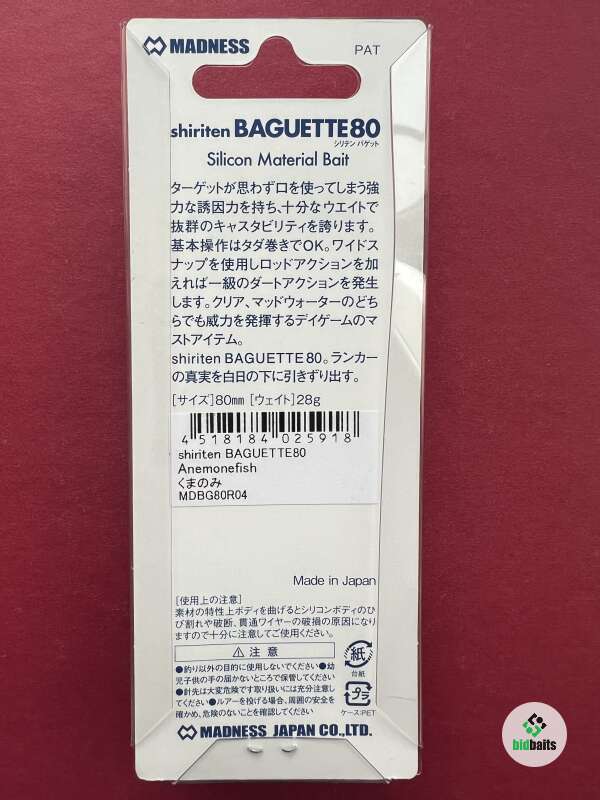 MADNESS
PAT
shiriten BAGUETTE80
シリテン バゲット
Silicon Material Bait
ターゲットが思わず口を使ってしまう強
力な誘因力を持ち、十分なウエイトで
抜群のキャスタビリティを誇ります。
基本操作はタダ巻きでOK。ワイドス
ナップを使用しロッドアクションを加
えれば一級のダートアクションを発生
します。クリア、マッドウォーターのどち
らでも威力を発揮するデイゲームのマ
ストアイテム。
shiriten BAGUETTE80。ランカー
の真実を白日の下に引きずり出す。
[サイズ]80mm [ウェイト]28g
4 518184 025918
shiriten BAGUETTE80
Anemonefish
くまのみ
MDBG80R04
Made in Japan
[使用上の注意]
素材の特性上ボディを曲げるとシリコンボディのひ
び割れや破断、貫通ワイヤーの破損の原因になり
ますので十分に注意してご使用ください。
⚠ 注 意
●釣り以外の目的に使用しないでください●幼
児子供の手の届かないところで保管してください
●針先は大変危険です取り扱いには充分注意し
てください●ルアーを投げる場合、周囲の安全を
確かめ、危険のないことを確認してください
紙
台紙
プラ
ケース:PET
MADNESS JAPAN CO.,LTD.
bidbaits